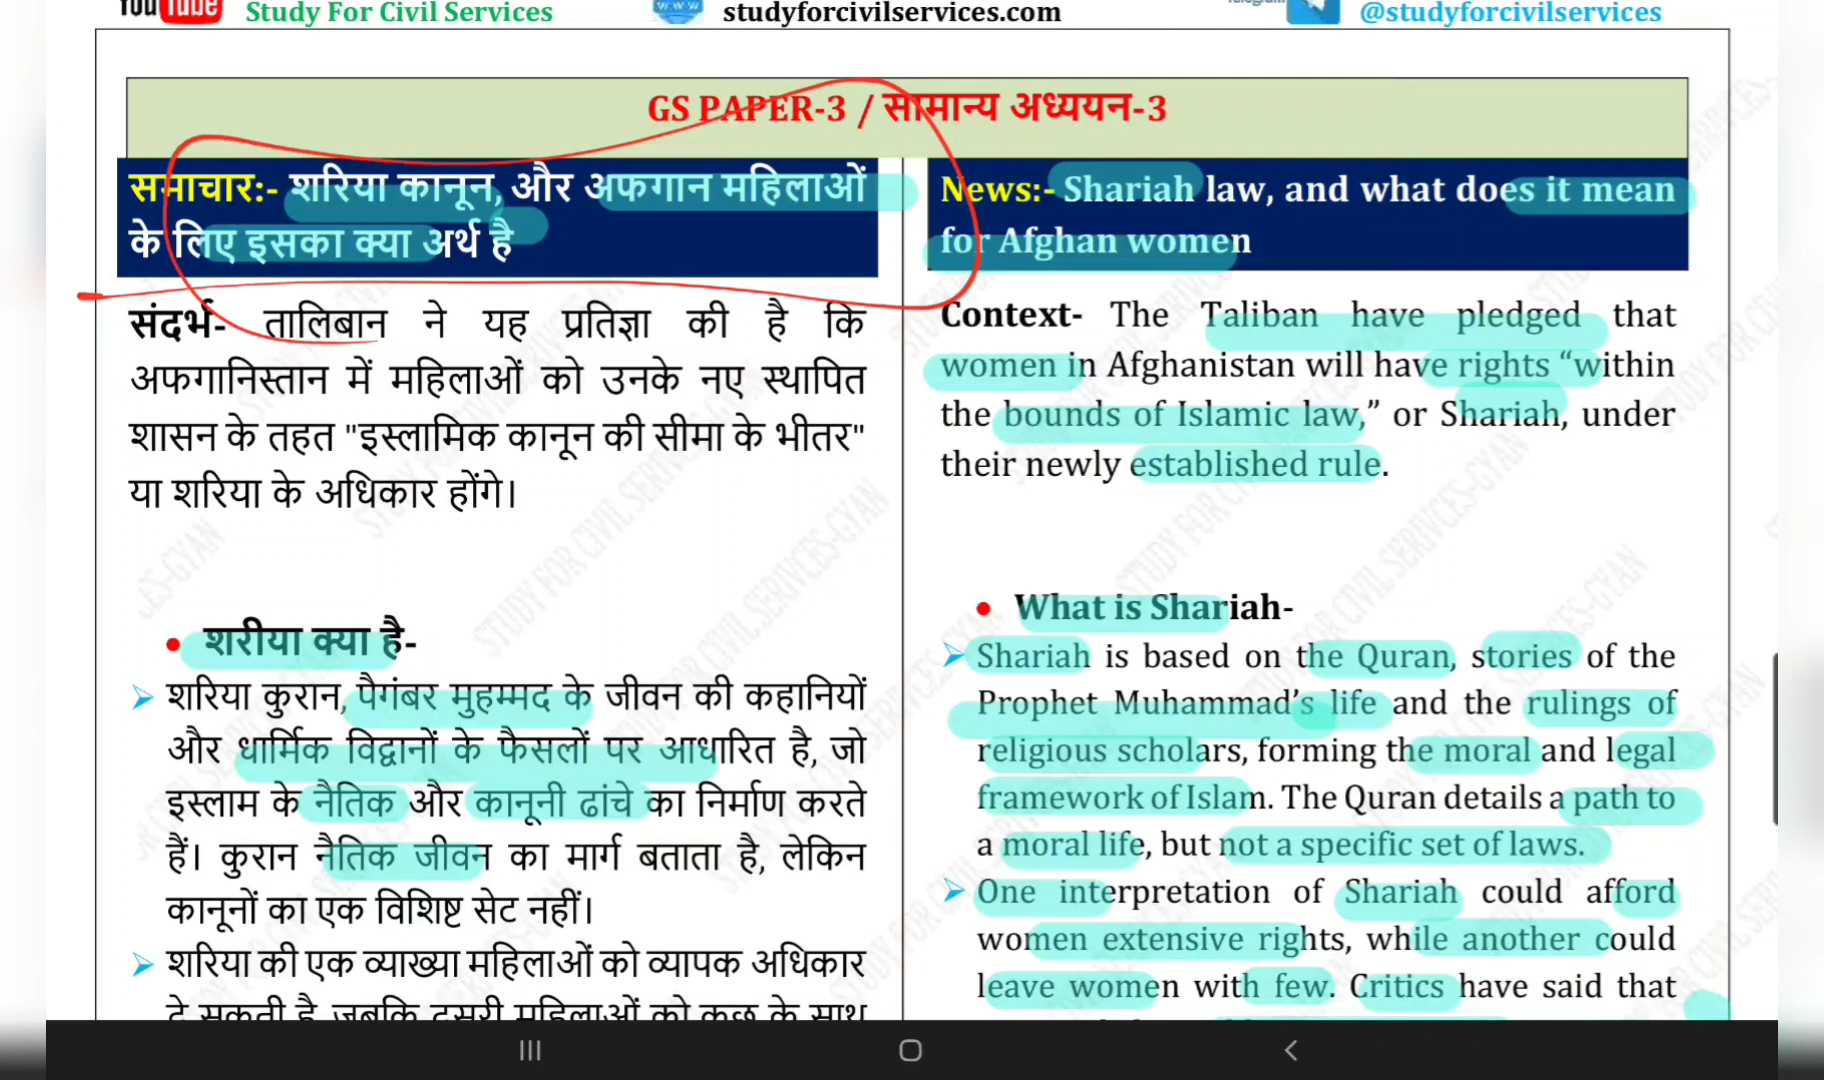 You Tube Study For Civil Services
www studyforcivilservices.com
@studyforcivilservices
GS PAPER-3 / सामान्य अध्ययन-3
समाचार:- शरिया कानून, और अफगान महिलाओं
के लिए इसका क्या अर्थ है
संदर्भ- तालिबान ने यह प्रतिज्ञा की है कि
अफगानिस्तान में महिलाओं को उनके नए स्थापित
शासन के तहत "इस्लामिक कानून की सीमा के भीतर"
या शरिया के अधिकार होंगे।
• शरीया क्या है-
➢ शरिया कुरान, पैगंबर मुहम्मद के जीवन की कहानियों
और धार्मिक विद्वानों के फैसलों पर आधारित है, जो
इस्लाम के नैतिक और कानूनी ढांचे का निर्माण करते
हैं। कुरान नैतिक जीवन का मार्ग बताता है, लेकिन
कानूनों का एक विशिष्ट सेट नहीं।
➢ शरिया की एक व्याख्या महिलाओं को व्यापक अधिकार
दे सकती है, जबकि दूसरी महिलाओं को कुछ के साथ
News:- Shariah law, and what does it mean
for Afghan women
Context- The Taliban have pledged that
women in Afghanistan will have rights “within
the bounds of Islamic law,” or Shariah, under
their newly established rule.
• What is Shariah-
➢ Shariah is based on the Quran, stories of the
Prophet Muhammad’s life and the rulings of
religious scholars, forming the moral and legal
framework of Islam. The Quran details a path to
a moral life, but not a specific set of laws.
➢ One interpretation of Shariah could afford
women extensive rights, while another could
leave women with few. Critics have said that